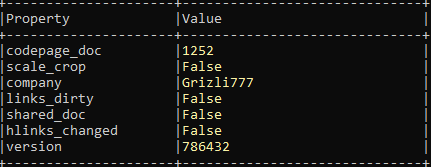 Property Value
codepage_doc 1252
scale_crop False
company Grizli777
links_dirty False
shared_doc False
hlinks_changed False
version 786432